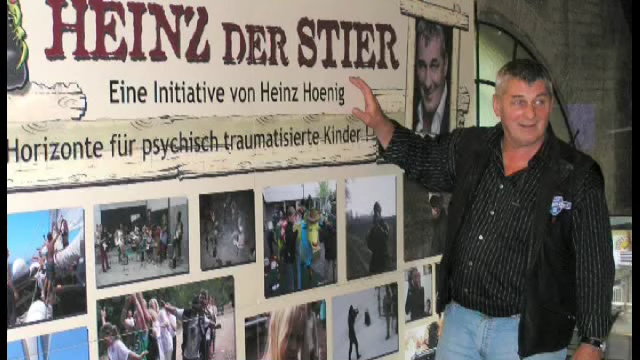 HEINZ DER STIER
Eine Initiative von Heinz Hoenig
Horizonte für psychisch traumatisierte Kinder !